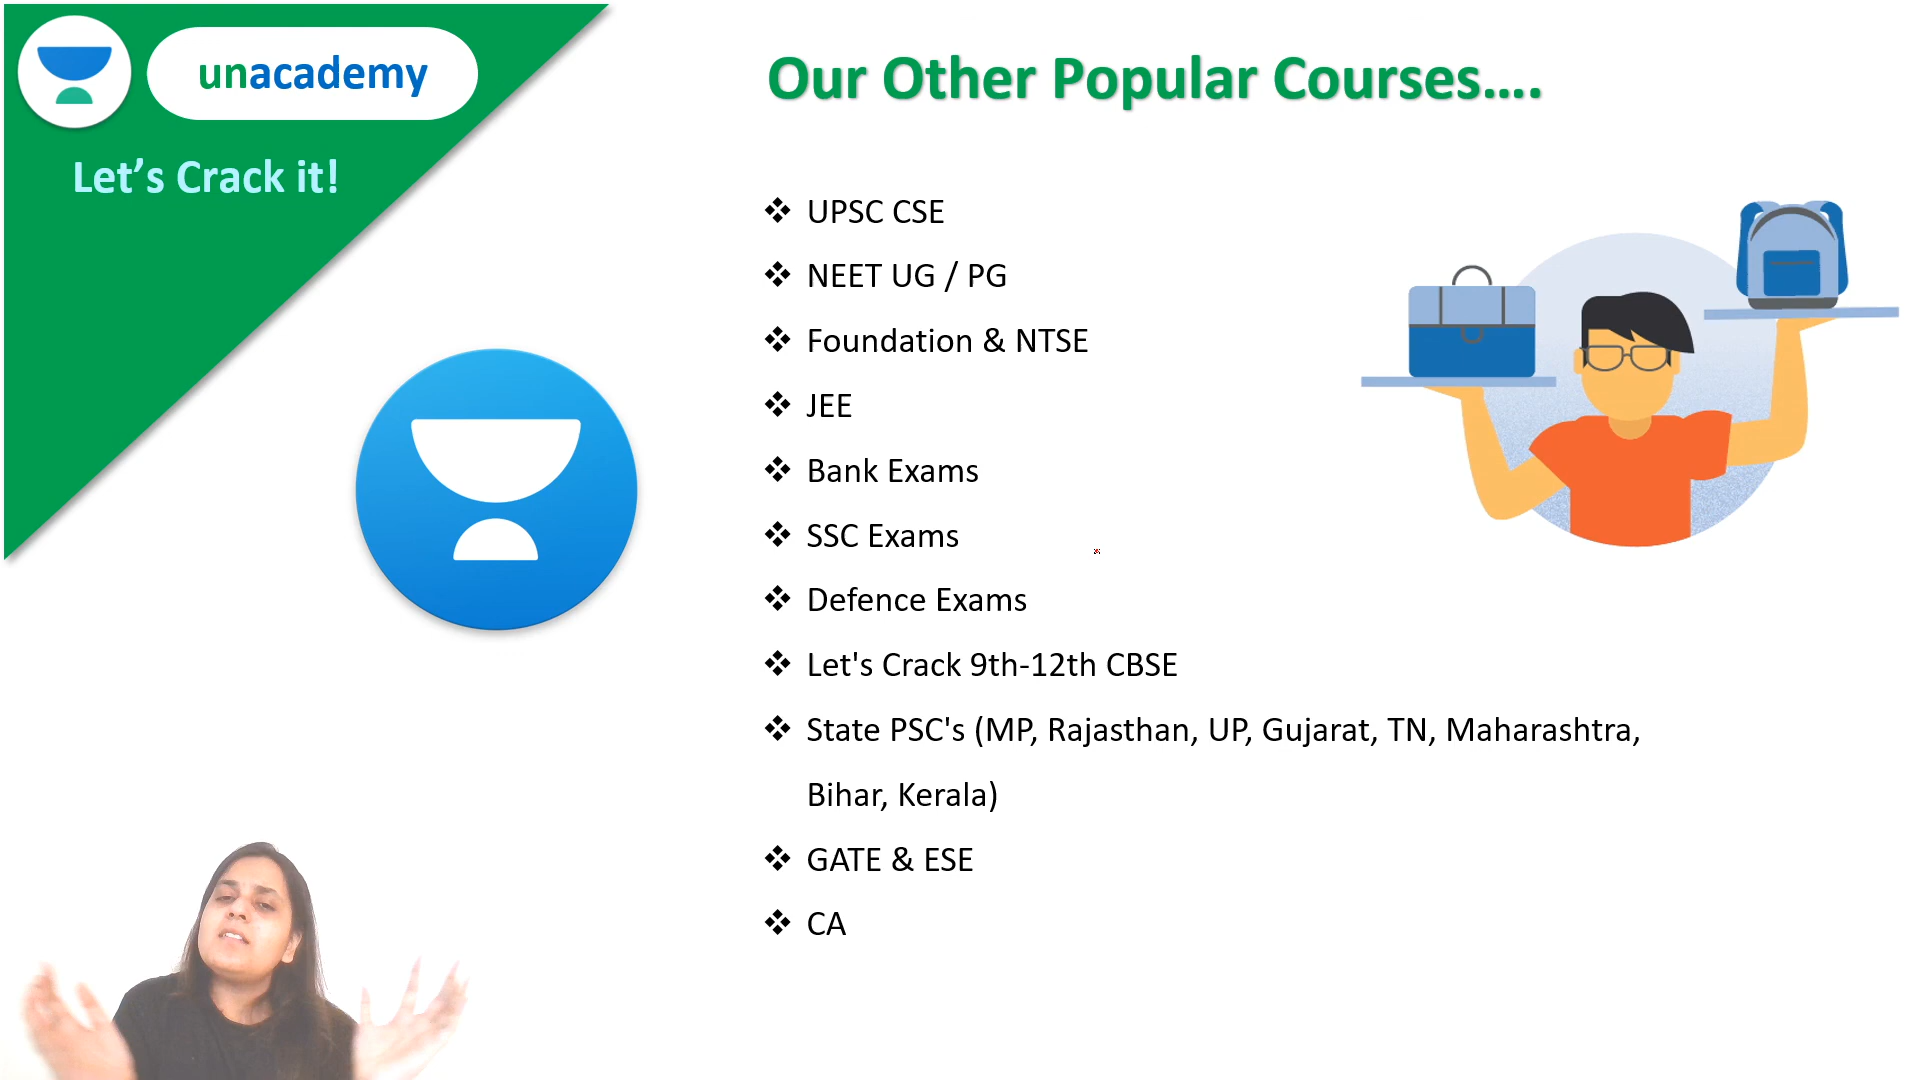 unacademy
Let’s Crack it!
Our Other Popular Courses….
UPSC CSE
NEET UG / PG
Foundation & NTSE
JEE
Bank Exams
SSC Exams
Defence Exams
Let's Crack 9th-12th CBSE
State PSC's (MP, Rajasthan, UP, Gujarat, TN, Maharashtra,
Bihar, Kerala)
GATE & ESE
CA